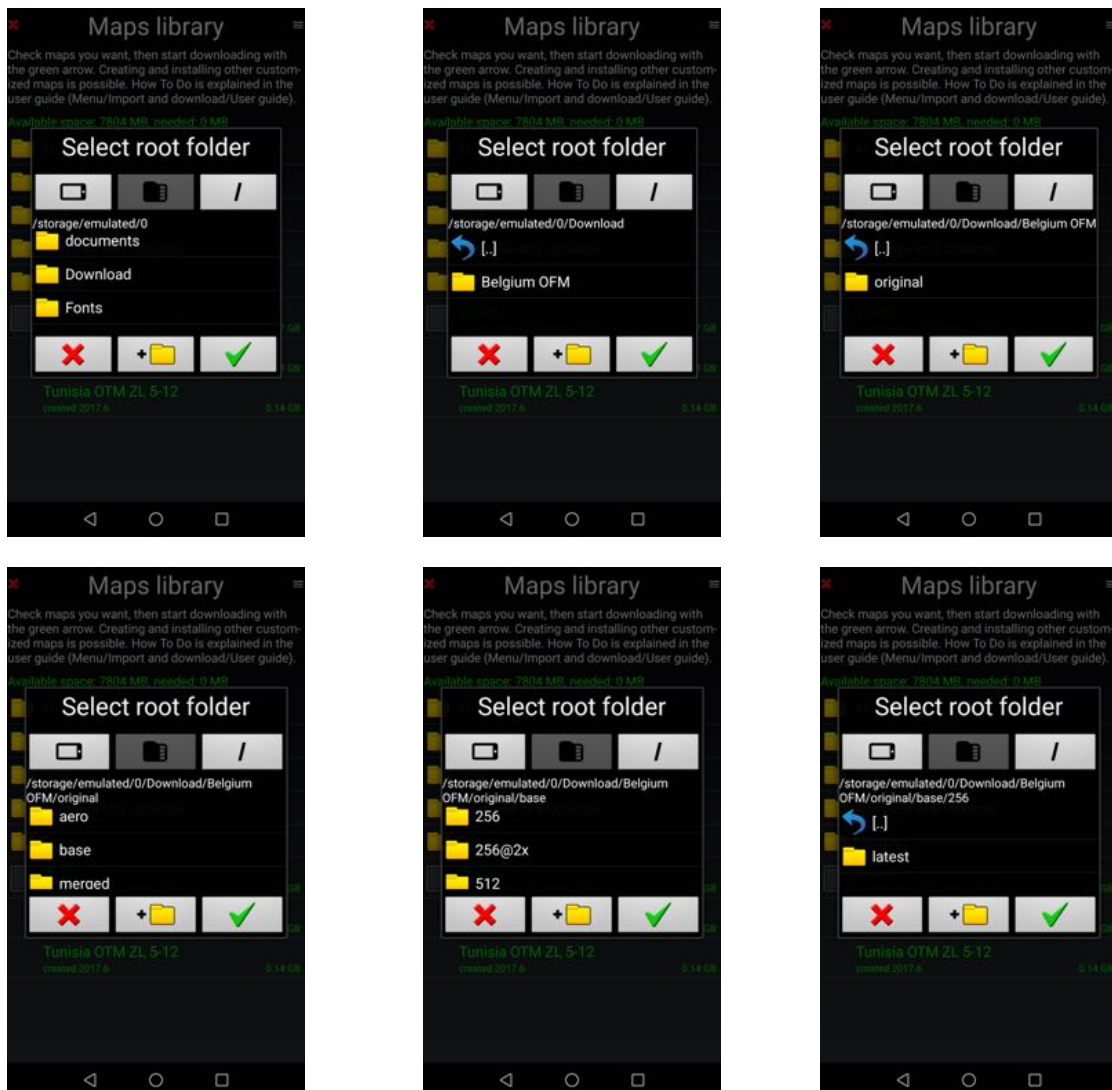 Maps library
Check maps you want, then start downloading with
the green arrow. Creating and installing other custom-
ized maps is possible. How To Do is explained in the
user guide (Menu/Import and download/User guide).
Available space: 7804 MB, needed: 0 MB
Select root folder
/
/storage/emulated/0
documents
Download
Fonts
Tunisia OTM ZL 5-12
created 2017.6 0.14 GB
Maps library
Check maps you want, then start downloading with
the green arrow. Creating and installing other custom-
ized maps is possible. How To Do is explained in the
user guide (Menu/Import and download/User guide).
Available space: 7804 MB, needed: 0 MB
Select root folder
/
/storage/emulated/0/Download
[..]
Belgium OFM
Tunisia OTM ZL 5-12
created 2017.6 0.14 GB
Maps library
Check maps you want, then start downloading with
the green arrow. Creating and installing other custom-
ized maps is possible. How To Do is explained in the
user guide (Menu/Import and download/User guide).
Available space: 7804 MB, needed: 0 MB
Select root folder
/
/storage/emulated/0/Download/Belgium OFM
[..]
original
Tunisia OTM ZL 5-12
created 2017.6 0.14 GB
Maps library
Check maps you want, then start downloading with
the green arrow. Creating and installing other custom-
ized maps is possible. How To Do is explained in the
user guide (Menu/Import and download/User guide).
Available space: 7804 MB, needed: 0 MB
Select root folder
/
/storage/emulated/0/Download/Belgium
OFM/original
aero
base
merged
Tunisia OTM ZL 5-12
created 2017.6 0.14 GB
Maps library
Check maps you want, then start downloading with
the green arrow. Creating and installing other custom-
ized maps is possible. How To Do is explained in the
user guide (Menu/Import and download/User guide).
Available space: 7804 MB, needed: 0 MB
Select root folder
/
/storage/emulated/0/Download/Belgium
OFM/original/base
256
256@2x
512
Tunisia OTM ZL 5-12
created 2017.6 0.14 GB
Maps library
Check maps you want, then start downloading with
the green arrow. Creating and installing other custom-
ized maps is possible. How To Do is explained in the
user guide (Menu/Import and download/User guide).
Available space: 7804 MB, needed: 0 MB
Select root folder
/
/storage/emulated/0/Download/Belgium
OFM/original/base/256
[..]
latest
Tunisia OTM ZL 5-12
created 2017.6 0.14 GB